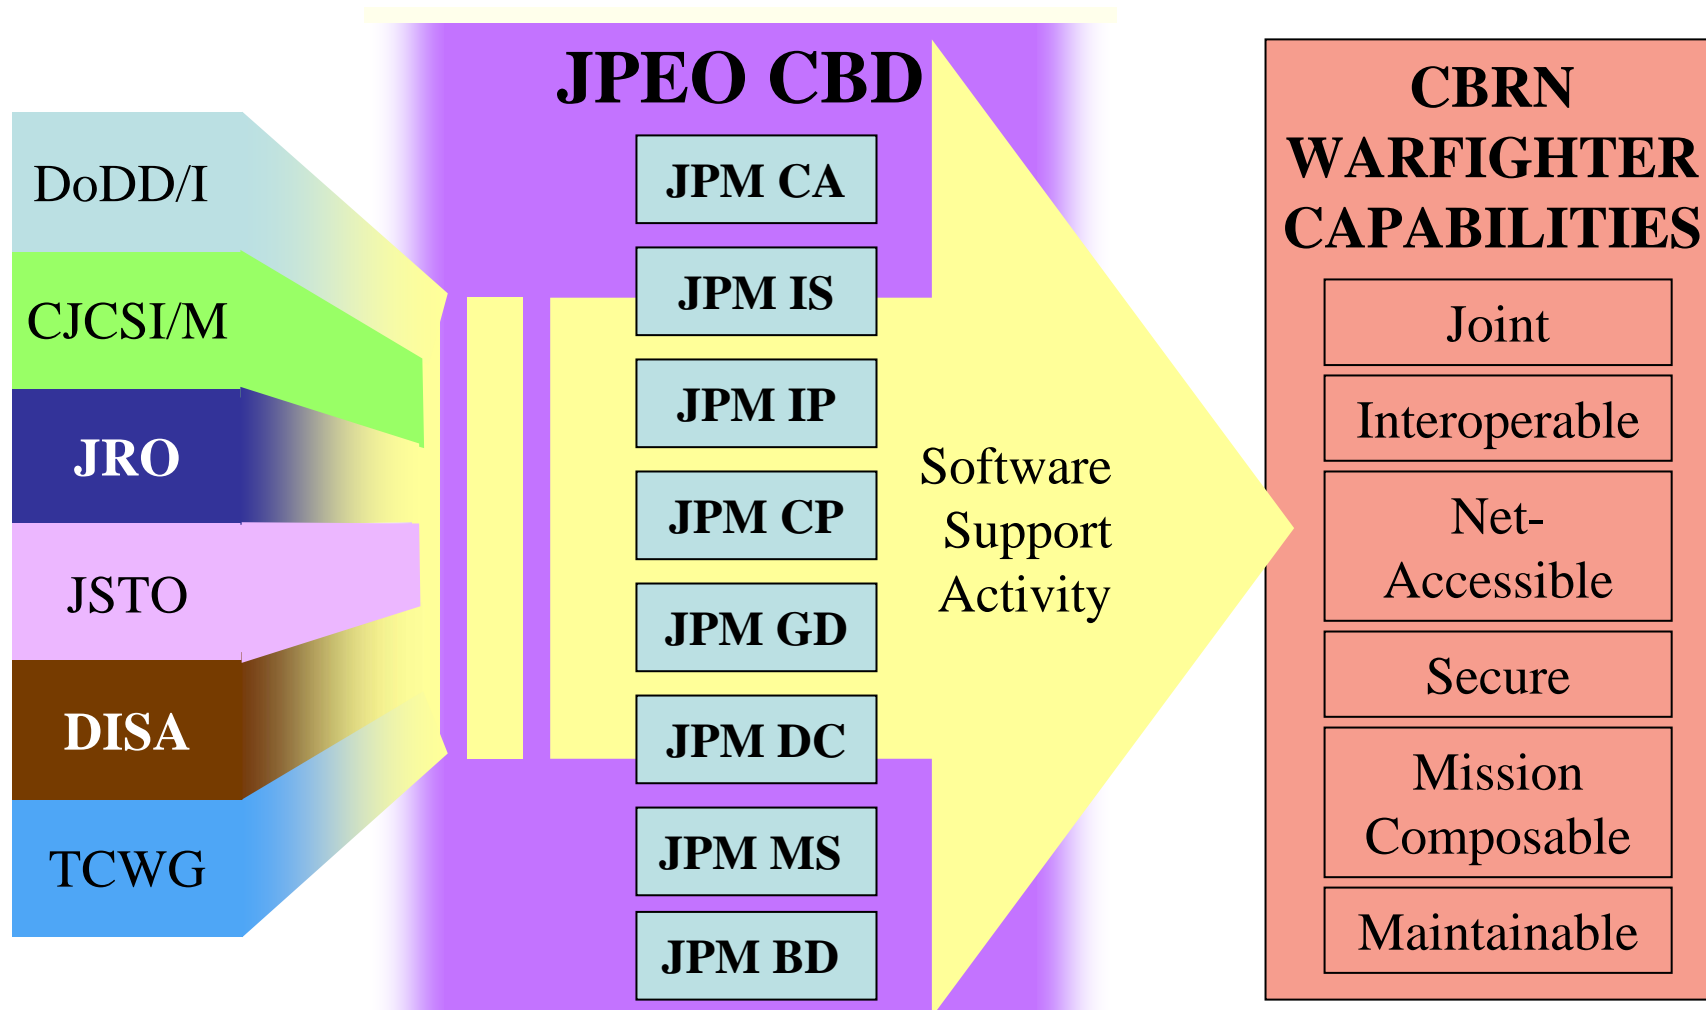 DoDD/I
CJCSI/M
JRO
JSTO
DISA
TCWG
JPEO CBD
JPM CA
JPM IS
JPM IP
JPM CP
JPM GD
JPM DC
JPM MS
JPM BD
Software
Support
Activity
CBRN
WARFIGHTER
CAPABILITIES
Joint
Interoperable
Net-
Accessible
Secure
Mission
Composable
Maintainable